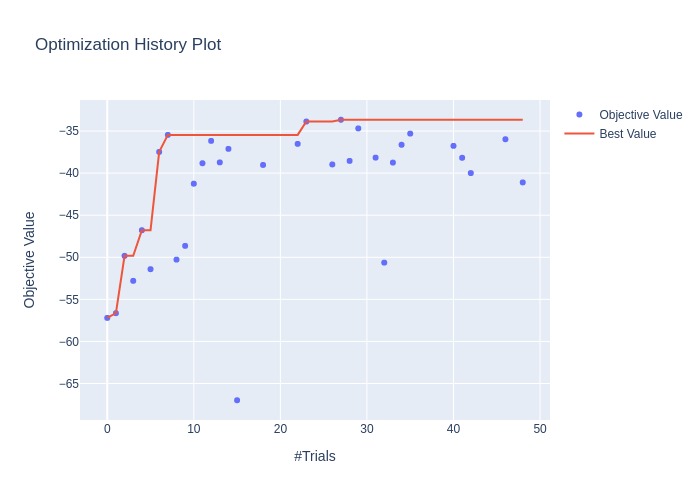 Optimization History Plot
Objective Value
Best Value
−35
−40
−45
−50
−55
−60
−65
Objective Value
0 10 20 30 40 50
#Trials